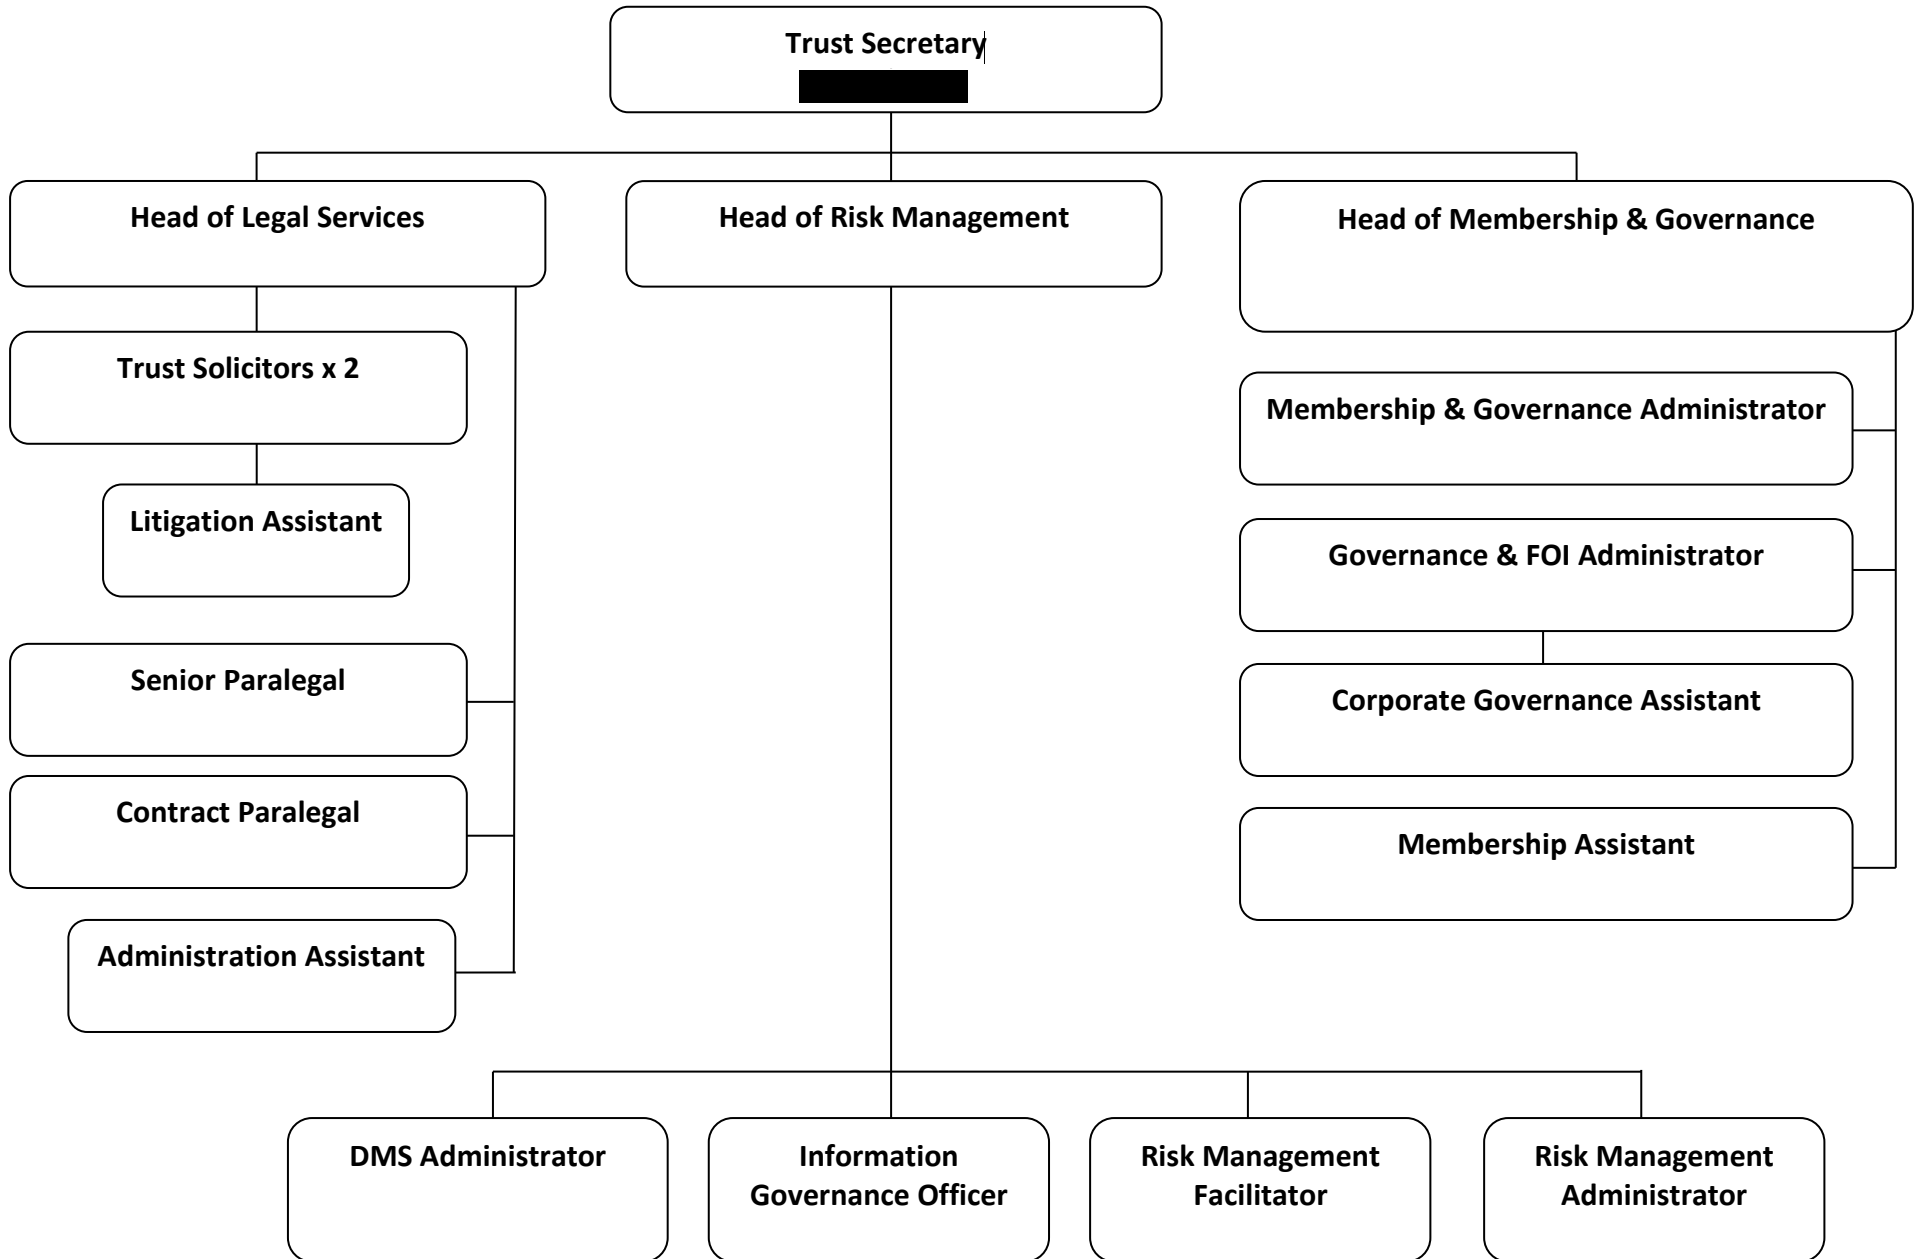 Trust Secretary
Head of Legal Services
Head of Risk Management
Head of Membership & Governance
Trust Solicitors x 2
Litigation Assistant
Senior Paralegal
Contract Paralegal
Administration Assistant
Membership & Governance Administrator
Governance & FOI Administrator
Corporate Governance Assistant
Membership Assistant
DMS Administrator
Information
Governance Officer
Risk Management
Facilitator
Risk Management
Administrator